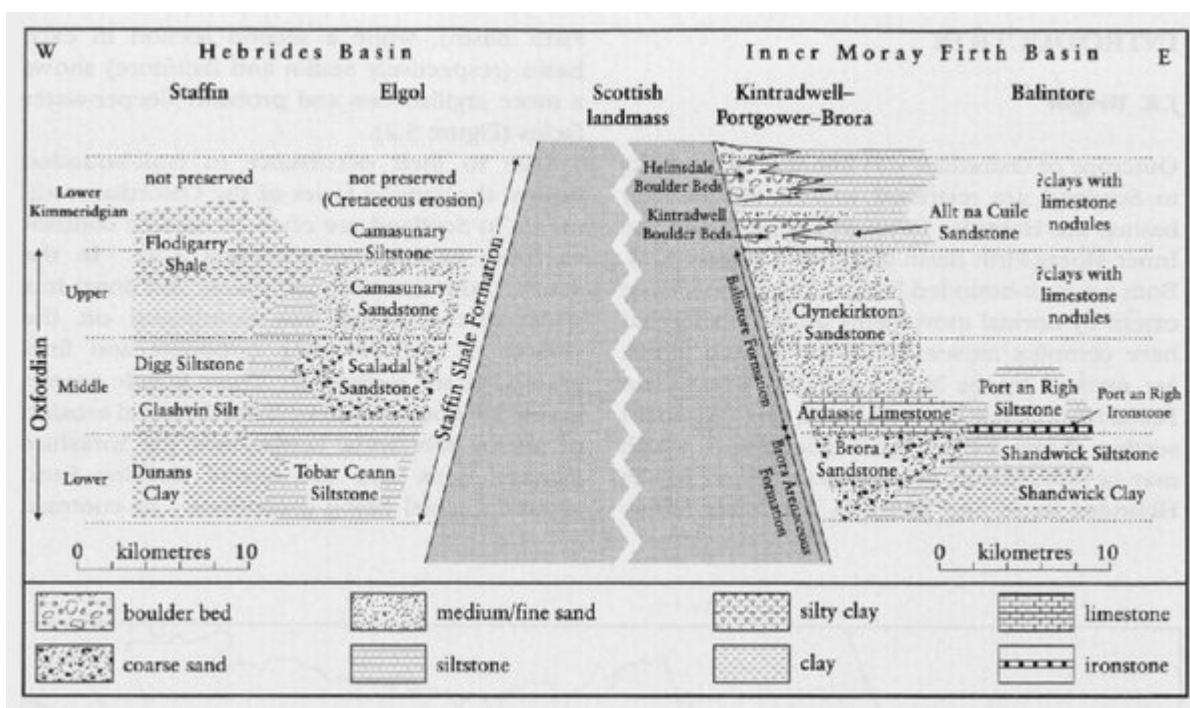 W
Hebrides Basin
Inner Moray Firth Basin
E
Staffin
Elgol
Scottish
landmass
Kintradwell–
Portgower–Brora
Balintore
Lower
Kimmeridgian
not preserved
not preserved
(Cretaceous erosion)
Helmsdale
Boulder Beds
Kintradwell
Boulder Beds
Allt na Cuile
Sandstone
?clays with
limestone
nodules
Flodigarry
Shale
Camasunary
Siltstone
Oxfordian
Upper
Camasunary
Sandstone
Staffin Shale Formation
Balintore Formation
Clynekirkton
Sandstone
?clays with
limestone
nodules
Middle
Digg Siltstone
Scaladal
Sandstone
Glashvin Silt
Ardassie Limestone
Port an Righ
Siltstone
Port an Righ
Ironstone
Lower
Dunans
Clay
Tobar Ceann
Siltstone
Brora Arenaceous
Formation
Brora
Sandstone
Shandwick Siltstone
Shandwick Clay
0 kilometres 10
0 kilometres 10
boulder bed
medium/fine sand
silty clay
limestone
coarse sand
siltstone
clay
ironstone